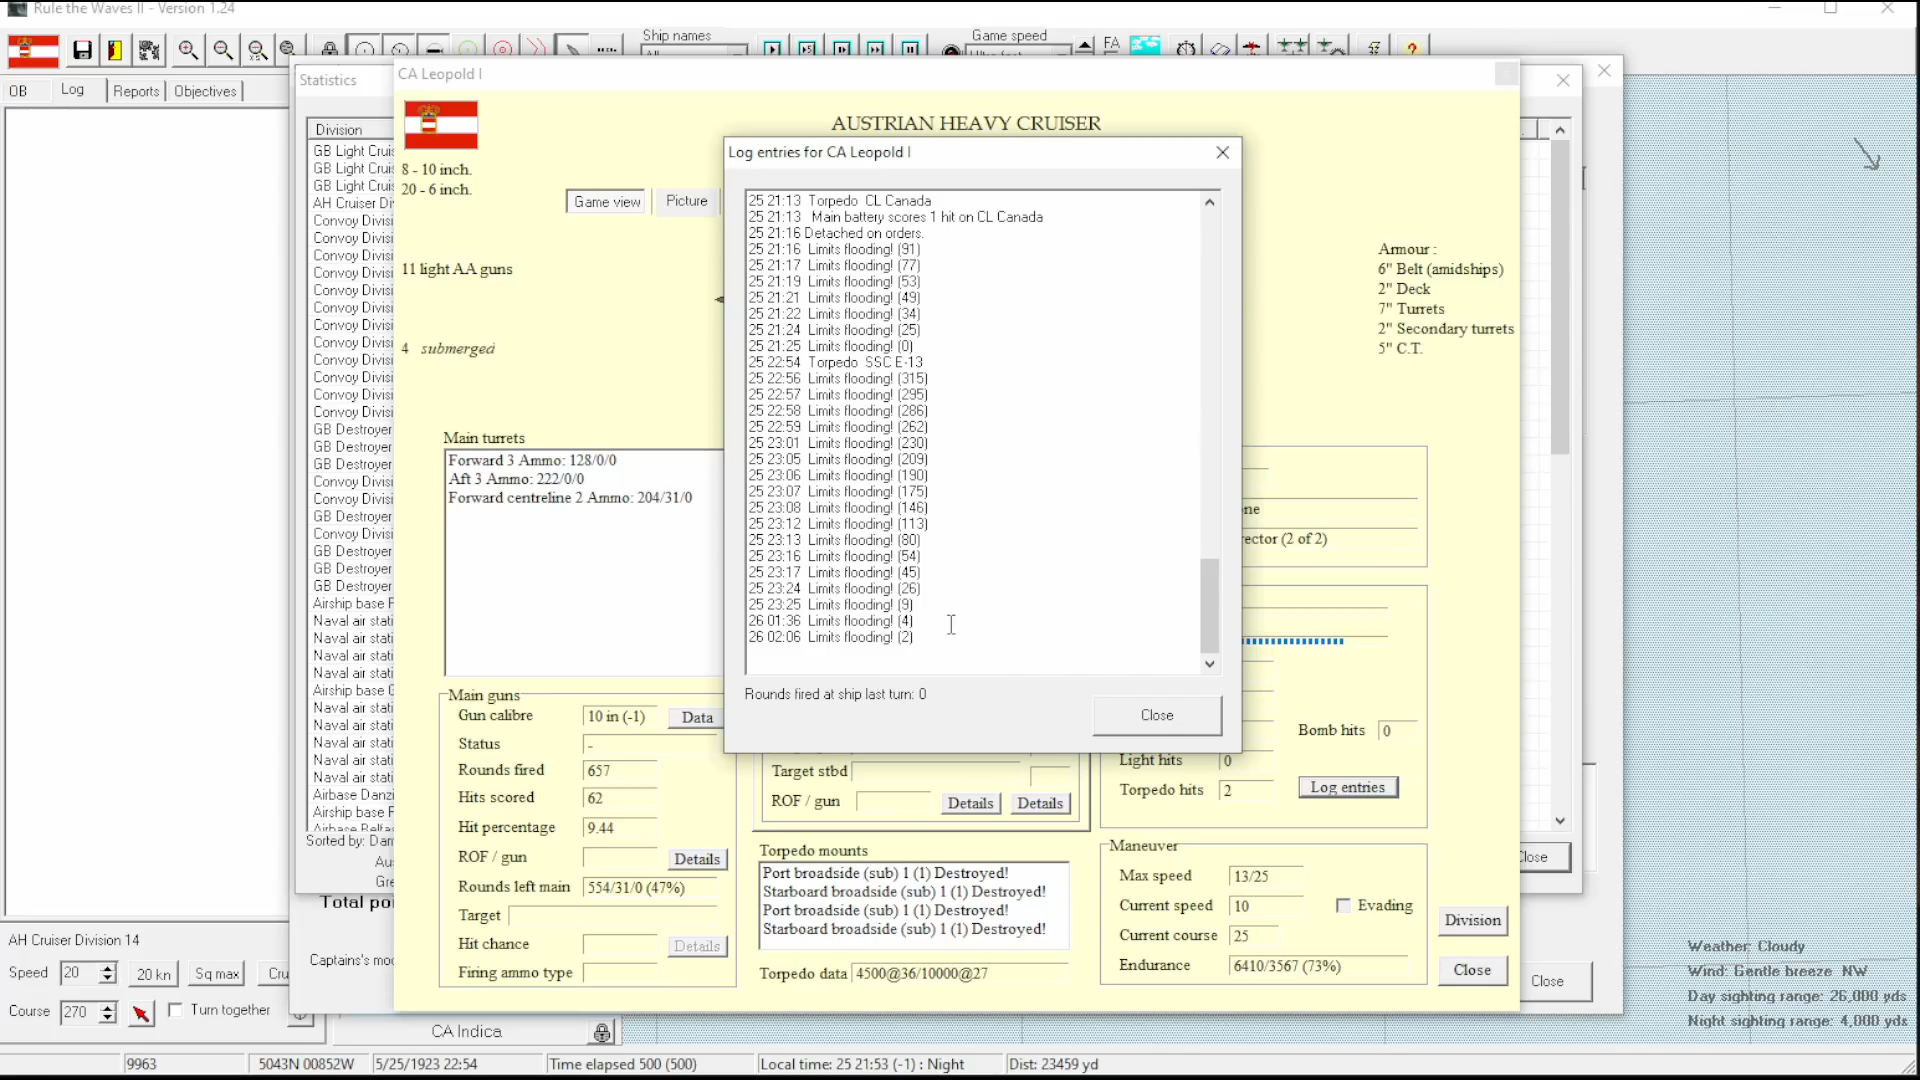 Rule the Waves II - Version 1.24
Ship names
Game speed
FA
OB
Log
Reports
Objectives
Statistics
CA Leopold I
Division
GB Light Cruis
GB Light Cruis
GB Light Cruis
AH Cruiser Di
Convoy Divisi
Convoy Divisi
Convoy Divisi
Convoy Divisi
Convoy Divisi
Convoy Divisi
Convoy Divisi
Convoy Divisi
Convoy Divisi
Convoy Divisi
Convoy Divisi
Convoy Divisi
GB Destroyer
GB Destroyer
GB Destroyer
Convoy Divisi
Convoy Divisi
GB Destroyer
Convoy Divisi
GB Destroyer
GB Destroyer
GB Destroyer
Airship base F
Naval air stati
Naval air stati
Naval air stati
Naval air stati
Airship base G
Naval air stati
Naval air stati
Naval air stati
Naval air stati
Naval air stati
Airbase Danzi
Airship base F
Airbase Belfas
Sorted by: Dam
Au
Gre
Total poi
Captains's mo
AUSTRIAN HEAVY CRUISER
8 - 10 inch.
20 - 6 inch.
Game view
Picture
11 light AA guns
4 submerged
Armour :
6" Belt (amidships)
2" Deck
7" Turrets
2" Secondary turrets
5" C.T.
Main turrets
Forward 3 Ammo: 128/0/0
Aft 3 Ammo: 222/0/0
Forward centreline 2 Ammo: 204/31/0
Log entries for CA Leopold I
25 21:13 Torpedo CL Canada
25 21:13 Main battery scores 1 hit on CL Canada
25 21:16 Detached on orders.
25 21:16 Limits flooding! (91)
25 21:17 Limits flooding! (77)
25 21:19 Limits flooding! (53)
25 21:21 Limits flooding! (49)
25 21:22 Limits flooding! (34)
25 21:24 Limits flooding! (25)
25 21:25 Limits flooding! (0)
25 22:54 Torpedo SSC E-13
25 22:56 Limits flooding! (315)
25 22:57 Limits flooding! (295)
25 22:58 Limits flooding! (286)
25 22:59 Limits flooding! (262)
25 23:01 Limits flooding! (230)
25 23:05 Limits flooding! (209)
25 23:06 Limits flooding! (190)
25 23:07 Limits flooding! (175)
25 23:08 Limits flooding! (146)
25 23:12 Limits flooding! (113)
25 23:13 Limits flooding! (80)
25 23:16 Limits flooding! (54)
25 23:17 Limits flooding! (45)
25 23:24 Limits flooding! (26)
25 23:25 Limits flooding! (9)
26 01:36 Limits flooding! (4)
26 02:06 Limits flooding! (2)
Rounds fired at ship last turn: 0
Close
ne
ector (2 of 2)
Main guns
Gun calibre 10 in (-1) Data
Status -
Rounds fired 657
Hits scored 62
Hit percentage 9.44
ROF / gun Details
Rounds left main 554/31/0 (47%)
Target
Hit chance Details
Firing ammo type
Target stbd
ROF / gun Details Details
Torpedo mounts
Port broadside (sub) 1 (1) Destroyed!
Starboard broadside (sub) 1 (1) Destroyed!
Port broadside (sub) 1 (1) Destroyed!
Starboard broadside (sub) 1 (1) Destroyed!
Torpedo data 4500@36/10000@27
Bomb hits 0
Light hits 0
Torpedo hits 2 Log entries
Maneuver
Max speed 13/25
Current speed 10 Evading
Current course 25
Endurance 6410/3567 (73%)
Division
Close
Close
Close
AH Cruiser Division 14
Speed 20 20 kn Sq max Cru
Course 270 Turn together
CA Indica
Weather: Cloudy
Wind: Gentle breeze NW
Day sighting range: 26,000 yds
Night sighting range: 4,000 yds
9963 5043N 00852W 5/25/1923 22:54 Time elapsed 500 (500) Local time: 25 21:53 (-1) : Night Dist: 23459 yd